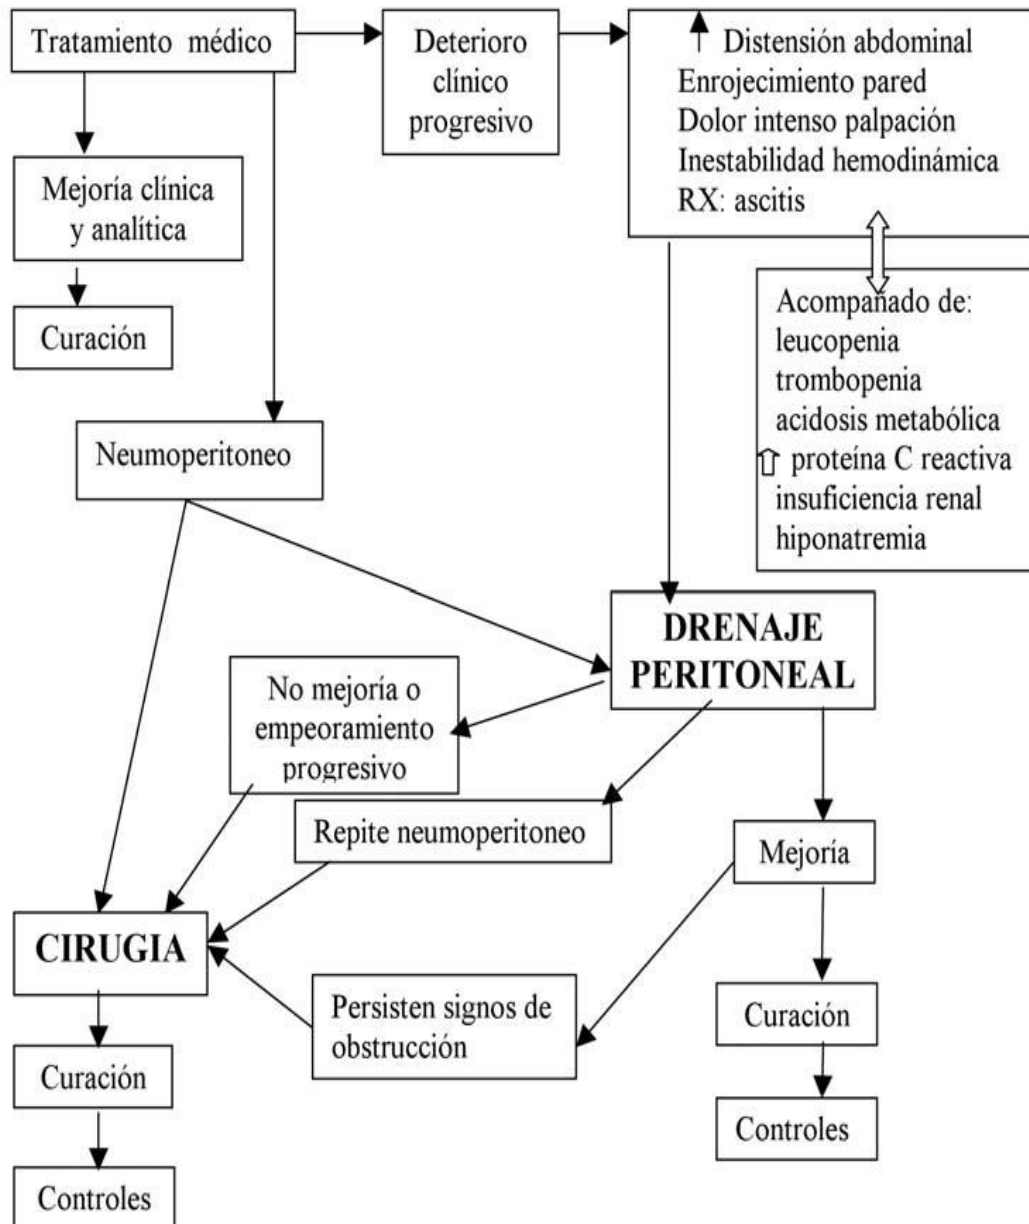 Tratamiento médico
Deterioro
clínico
progresivo
Distensión abdominal
Enrojecimiento pared
Dolor intenso palpación
Inestabilidad hemodinámica
RX: ascitis
Mejoría clínica
y analítica
Curación
Acompañado de:
leucopenia
trombopenia
acidosis metabólica
proteína C reactiva
insuficiencia renal
hiponatremia
Neumoperitoneo
DRENAJE
PERITONEAL
No mejoría o
empeoramiento
progresivo
Repite neumoperitoneo
Mejoría
CIRUGIA
Persisten signos de
obstrucción
Curación
Curación
Controles
Controles